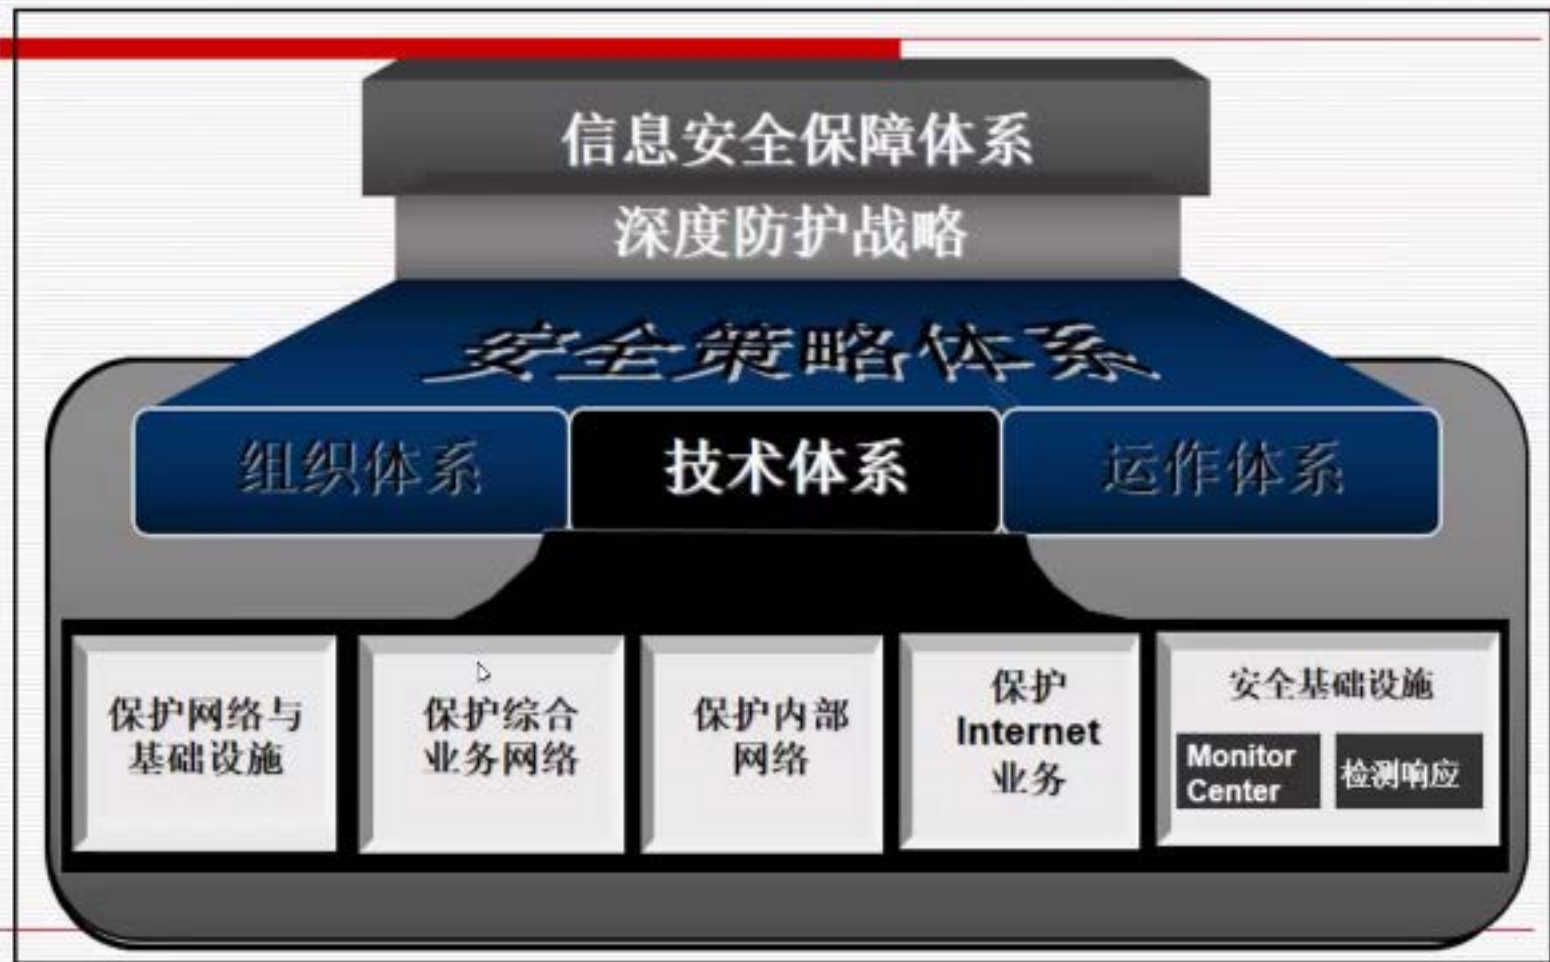 信息安全保障体系
深度防护战略
安全策略体系
组织体系
技术体系
运作体系
保护网络与
基础设施
保护综合
业务网络
保护内部
网络
保护
Internet
业务
安全基础设施
Monitor
Center
检测响应